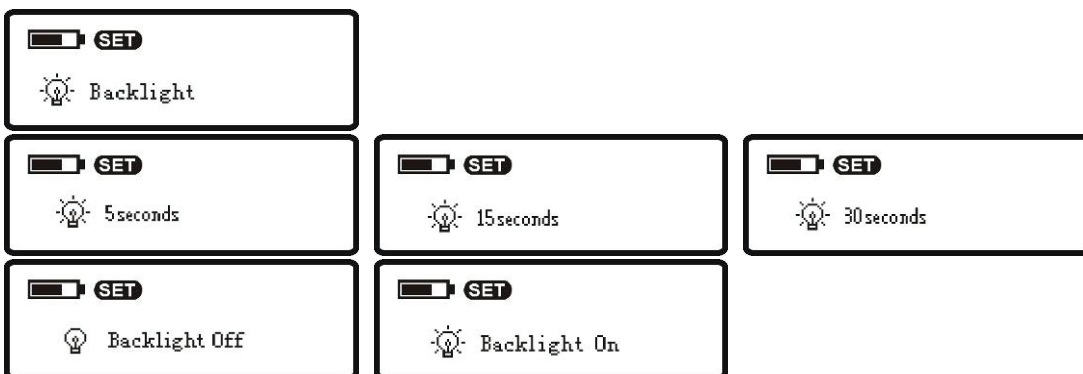 SET
Backlight
SET
5seconds
SET
15seconds
SET
30seconds
SET
Backlight Off
SET
Backlight On